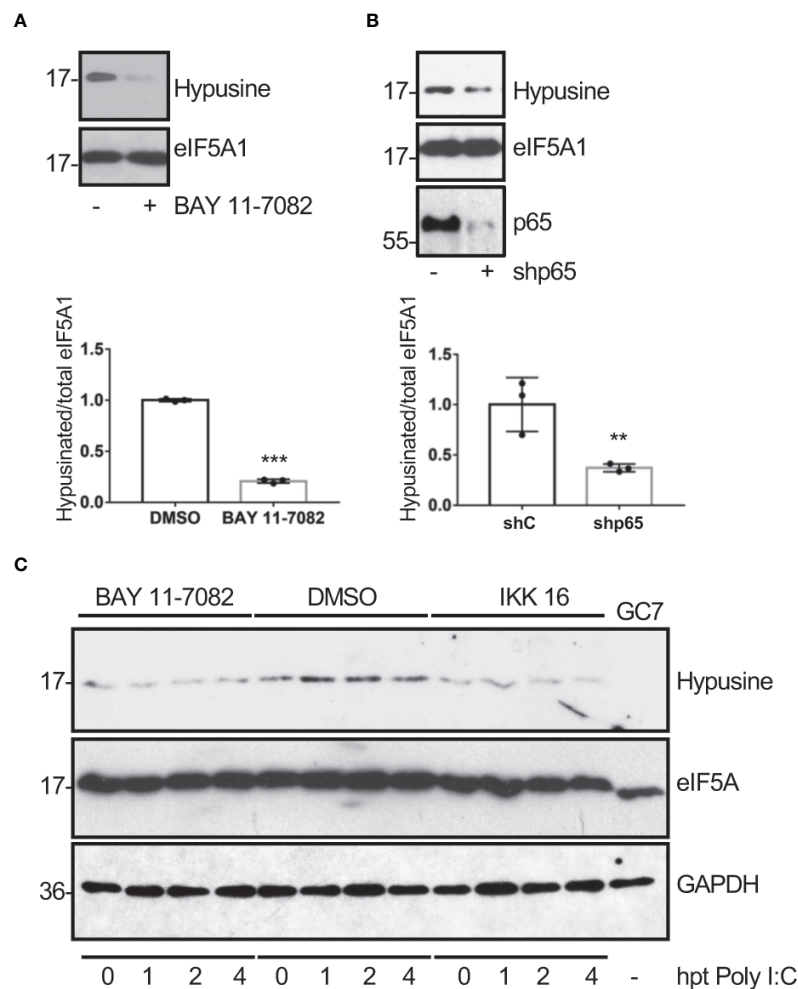 A
17- Hypusine
17- eIF5A1
- + BAY 11-7082
Hypusinated/total eIF5A1
1.5
1.0
***
0.5
0.0
DMSO BAY 11-7082
B
17- Hypusine
17- eIF5A1
p65
55-
- + shp65
Hypusinated/total eIF5A1
1.5
1.0
**
0.5
0.0
shC shp65
C
BAY 11-7082 DMSO IKK 16 GC7
17- Hypusine
17- eIF5A
36- GAPDH
0 1 2 4 0 1 2 4 0 1 2 4 - hpt Poly I:C